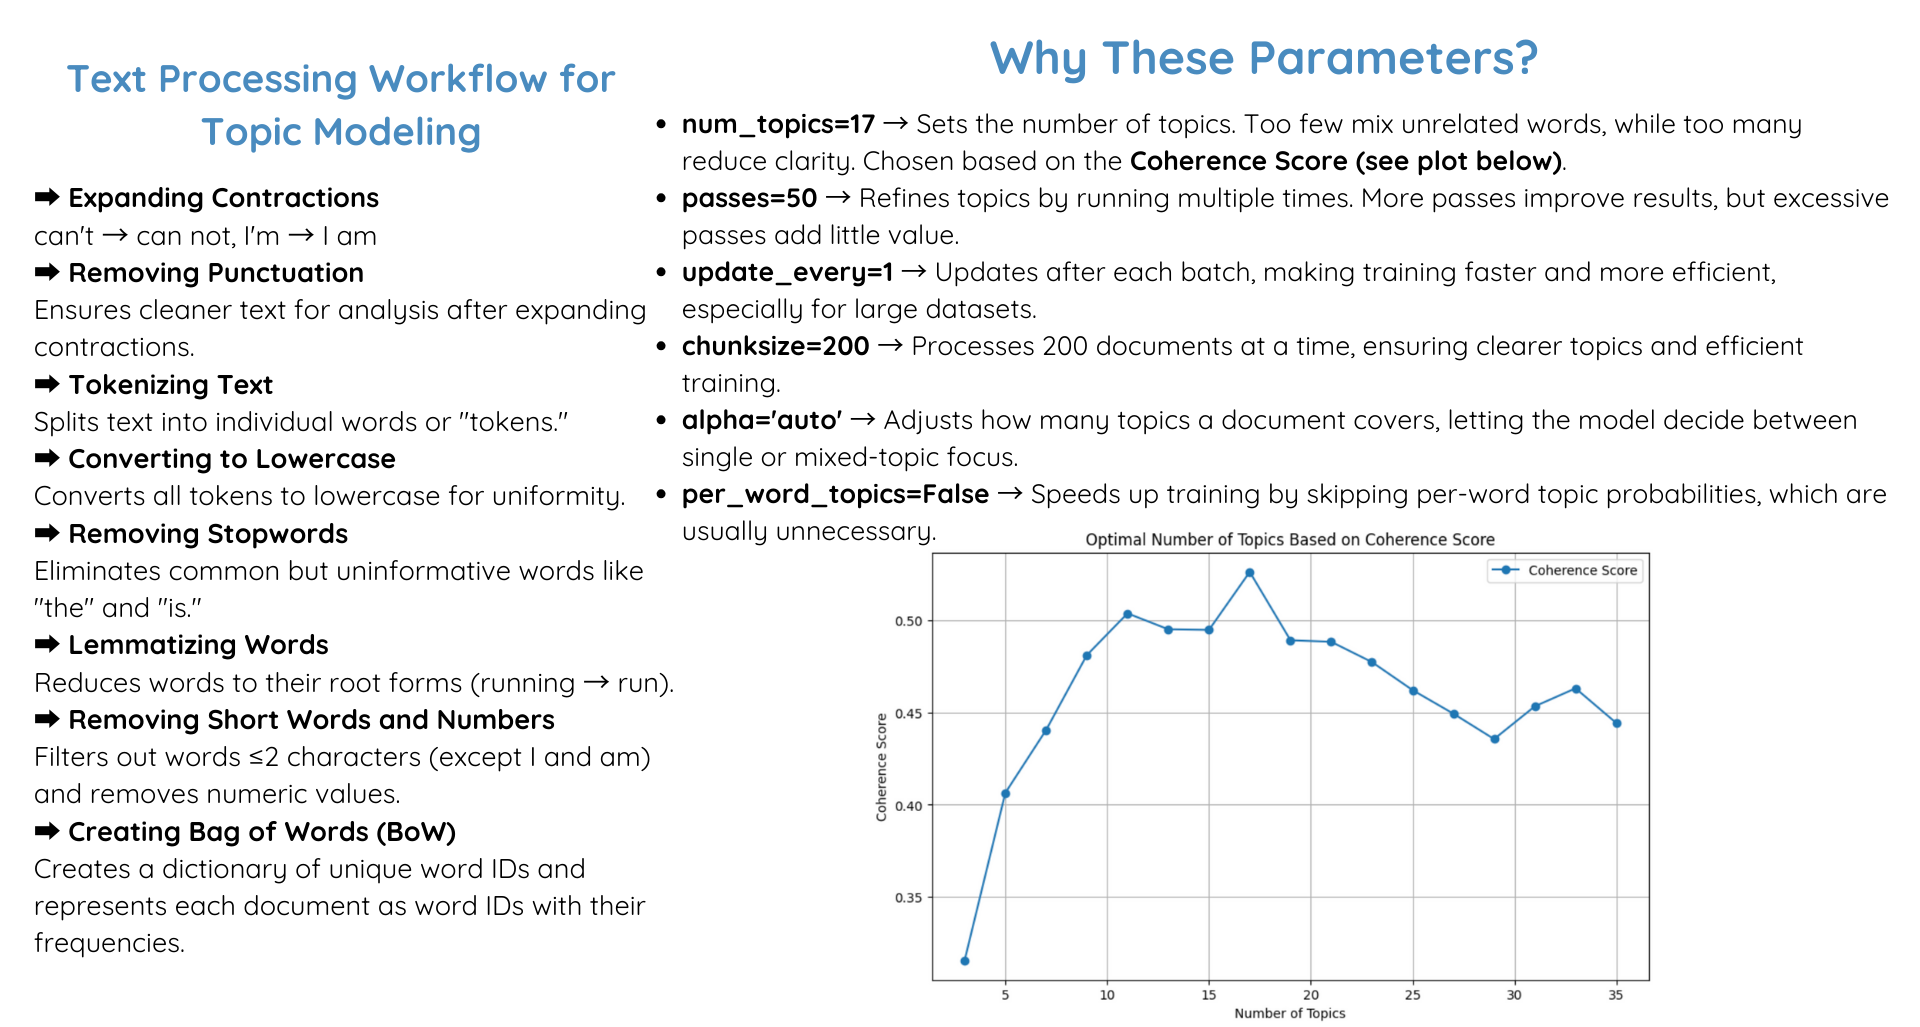 Text Processing Workflow for
Topic Modeling
➡ Expanding Contractions
can't → can not, I'm → I am
➡ Removing Punctuation
Ensures cleaner text for analysis after expanding
contractions.
➡ Tokenizing Text
Splits text into individual words or "tokens."
➡ Converting to Lowercase
Converts all tokens to lowercase for uniformity.
➡ Removing Stopwords
Eliminates common but uninformative words like
"the" and "is."
➡ Lemmatizing Words
Reduces words to their root forms (running → run).
➡ Removing Short Words and Numbers
Filters out words ≤2 characters (except I and am)
and removes numeric values.
➡ Creating Bag of Words (BoW)
Creates a dictionary of unique word IDs and
represents each document as word IDs with their
frequencies.
Why These Parameters?
• num_topics=17 → Sets the number of topics. Too few mix unrelated words, while too many
reduce clarity. Chosen based on the Coherence Score (see plot below).
• passes=50 → Refines topics by running multiple times. More passes improve results, but excessive
passes add little value.
• update_every=1 → Updates after each batch, making training faster and more efficient,
especially for large datasets.
• chunksize=200 → Processes 200 documents at a time, ensuring clearer topics and efficient
training.
• alpha='auto' → Adjusts how many topics a document covers, letting the model decide between
single or mixed-topic focus.
• per_word_topics=False → Speeds up training by skipping per-word topic probabilities, which are
usually unnecessary.
Optimal Number of Topics Based on Coherence Score
Coherence Score
0.50
0.45
0.40
0.35
Coherence Score
5 10 15 20 25 30 35
Number of Topics